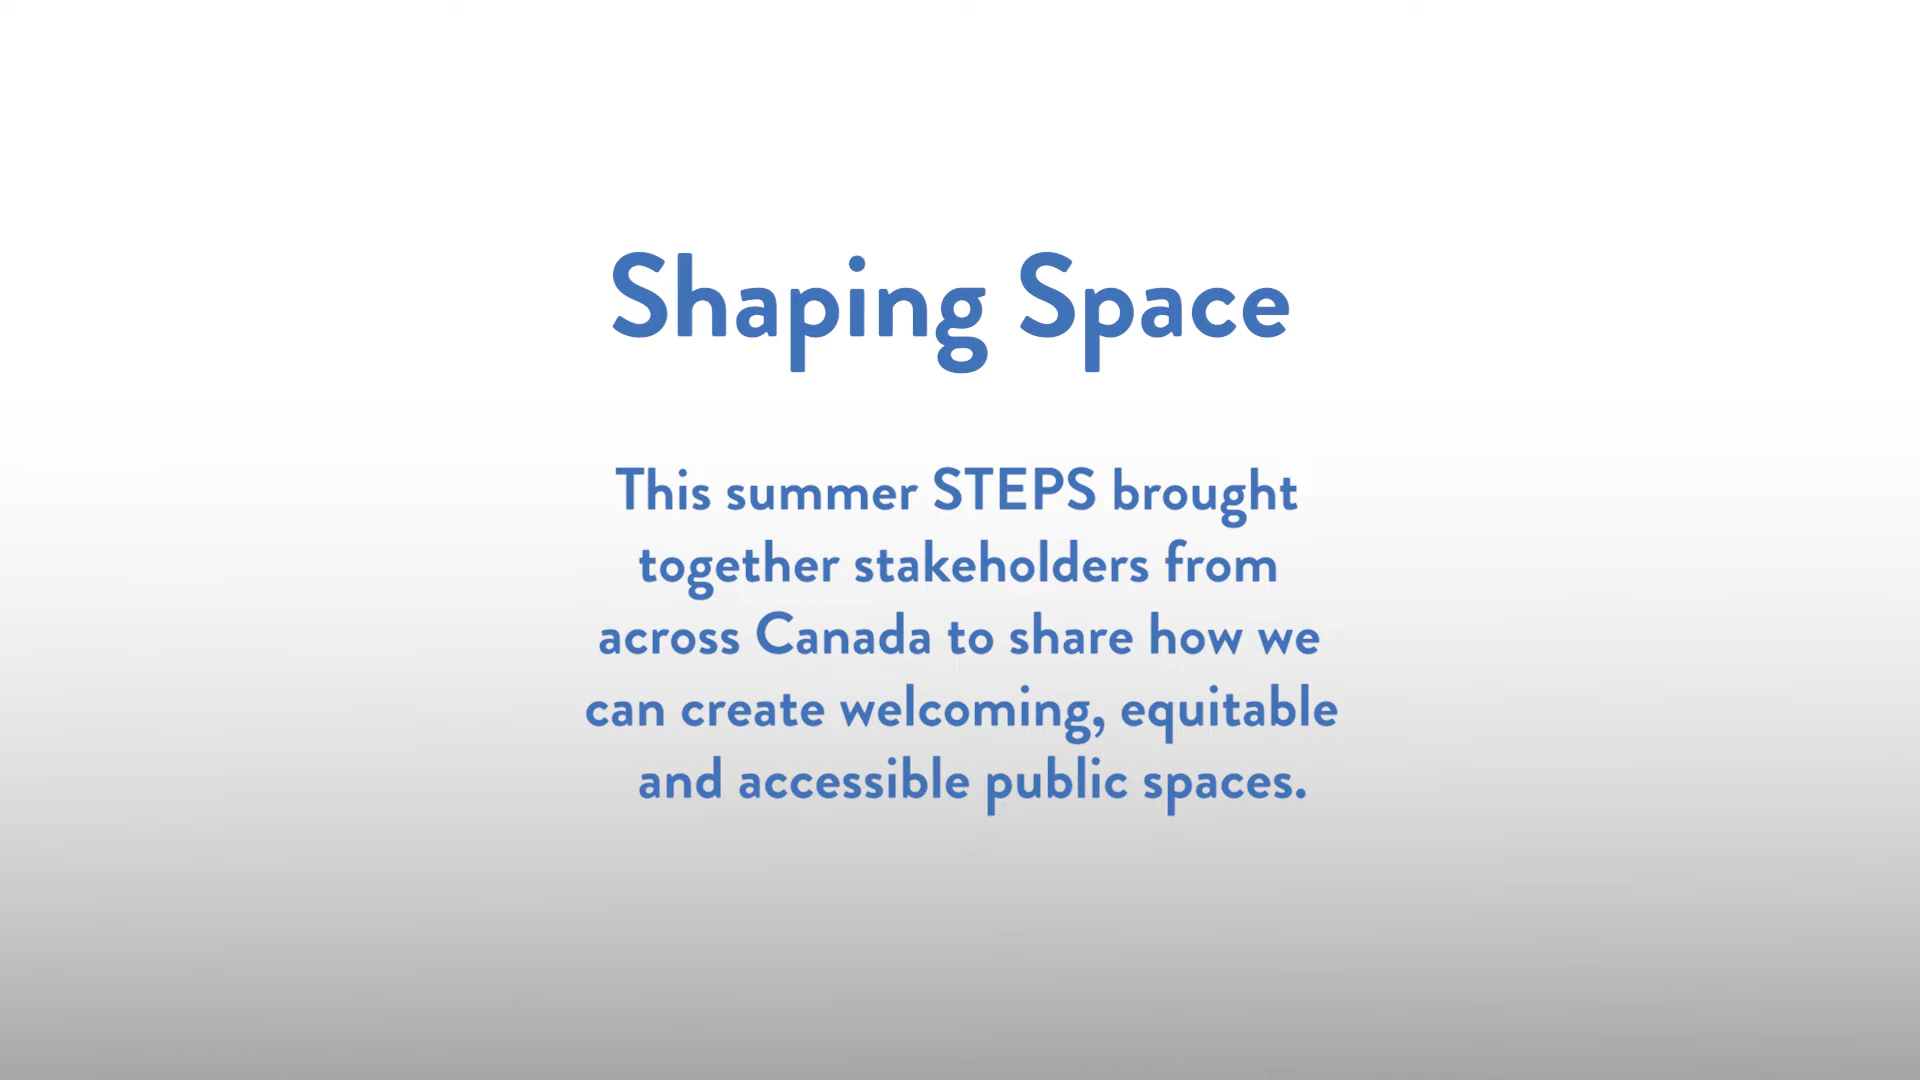 Shaping Space
This summer STEPS brought
together stakeholders from
across Canada to share how we
can create welcoming, equitable
and accessible public spaces.